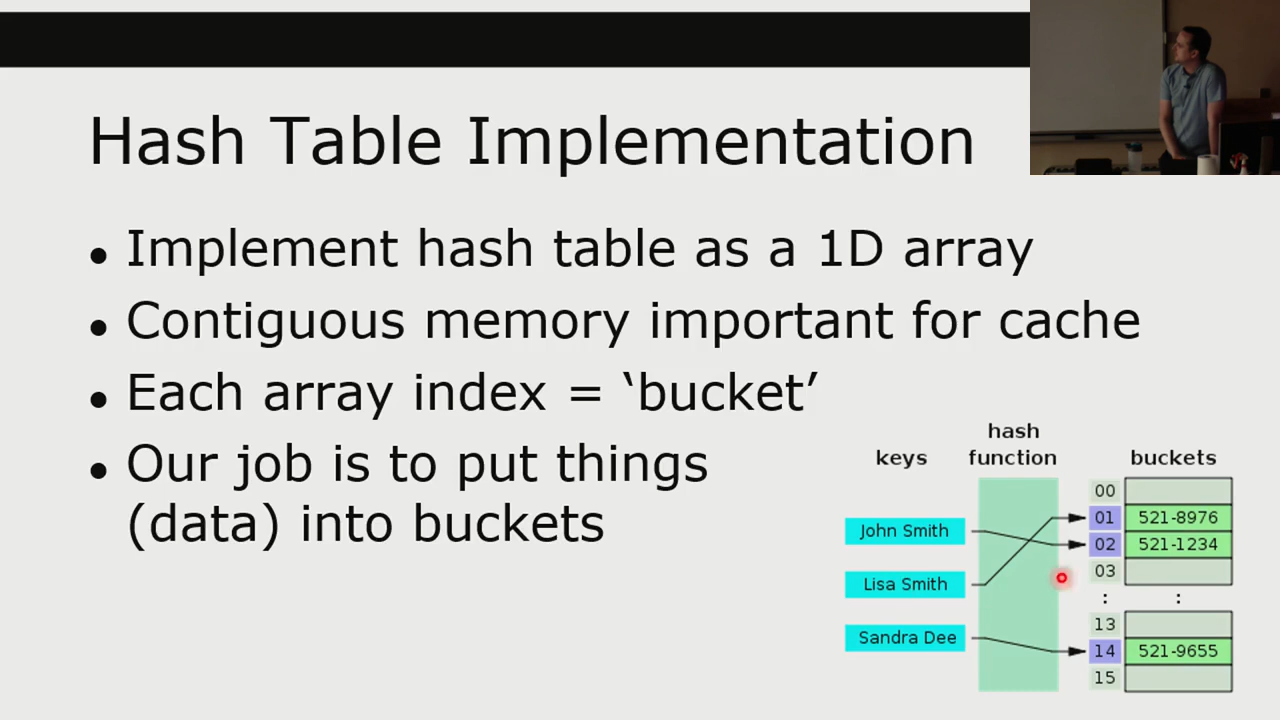 Hash Table Implementation
Implement hash table as a 1D array
Contiguous memory important for cache
Each array index = ‘bucket’
Our job is to put things
(data) into buckets
hash
keys function buckets
00
01 521-8976
John Smith
02 521-1234
03
Lisa Smith
: :
13
Sandra Dee
14 521-9655
15